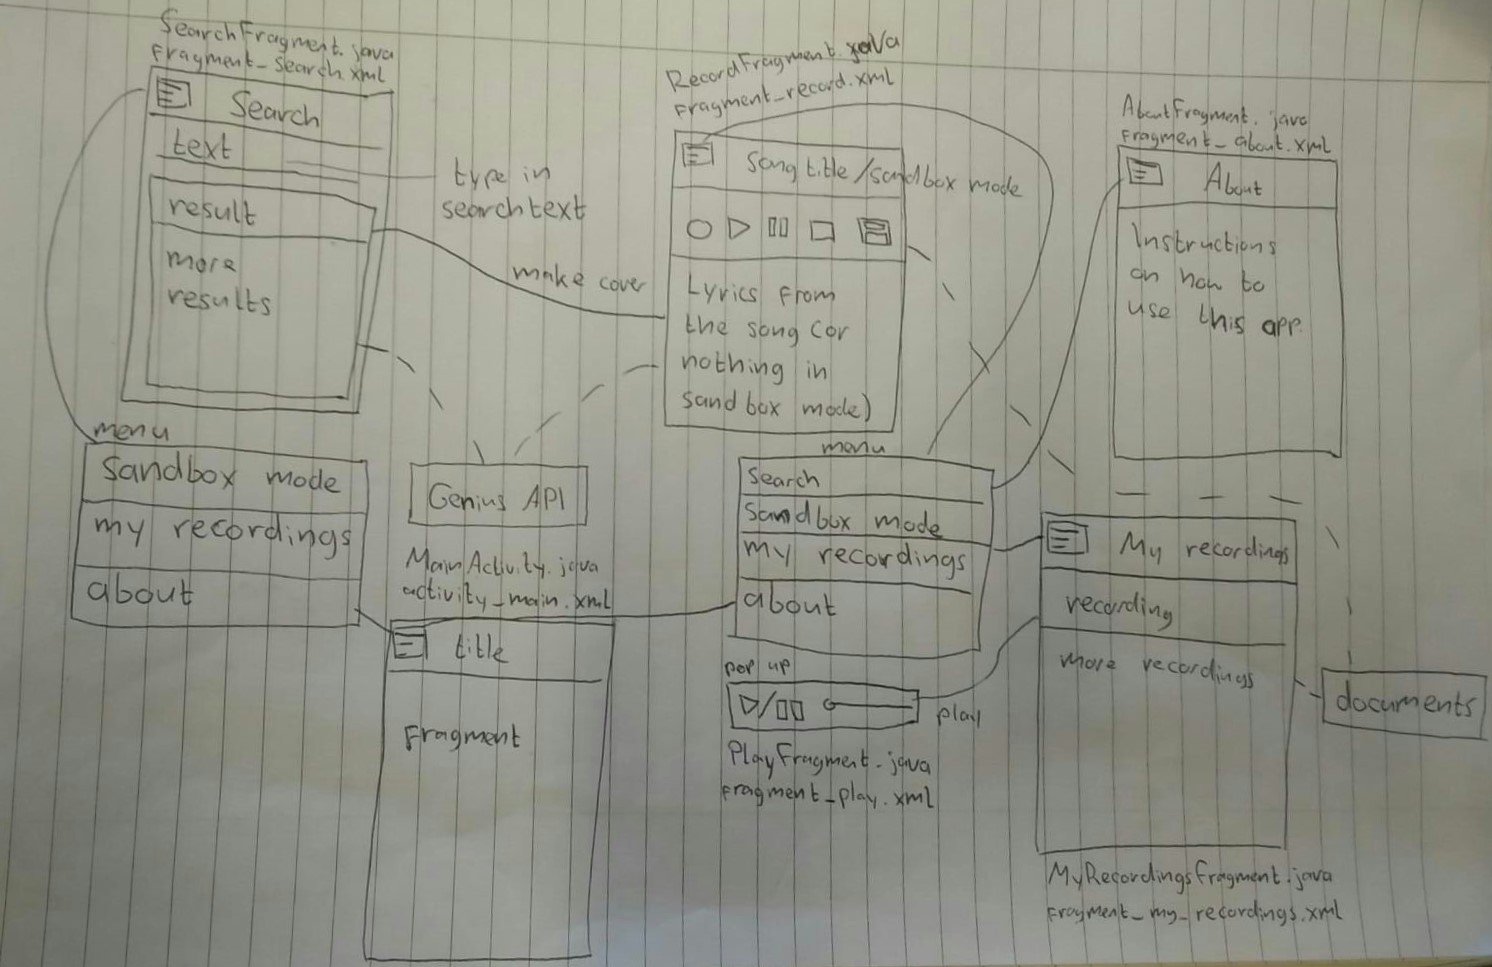 SearchFragment.java
fragment_search.xml
Search
text
result
more
results
type in
searchtext
make cover
RecordFragment.java
fragment_record.xml
Song title/sandbox mode
Lyrics from
the song (or
nothing in
sandbox mode)
AboutFragment.java
fragment_about.xml
About
Instructions
on how to
use this app.
menu
sandbox mode
my recordings
about
Genius API
MainActivity.java
activity_main.xml
title
Fragment
menu
search
sandbox mode
my recordings
about
pop up
play
PlayFragment.java
fragment_play.xml
My recordings
recording
more recordings
documents
MyRecordingsFragment.java
fragment_my_recordings.xml